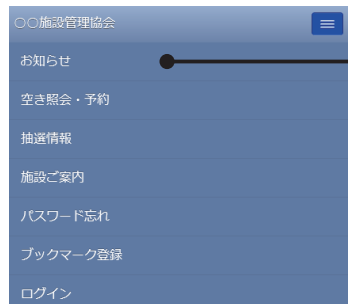 ○○施設管理協会
お知らせ
空き照会・予約
抽選情報
施設ご案内
パスワード忘れ
ブックマーク登録
ログイン